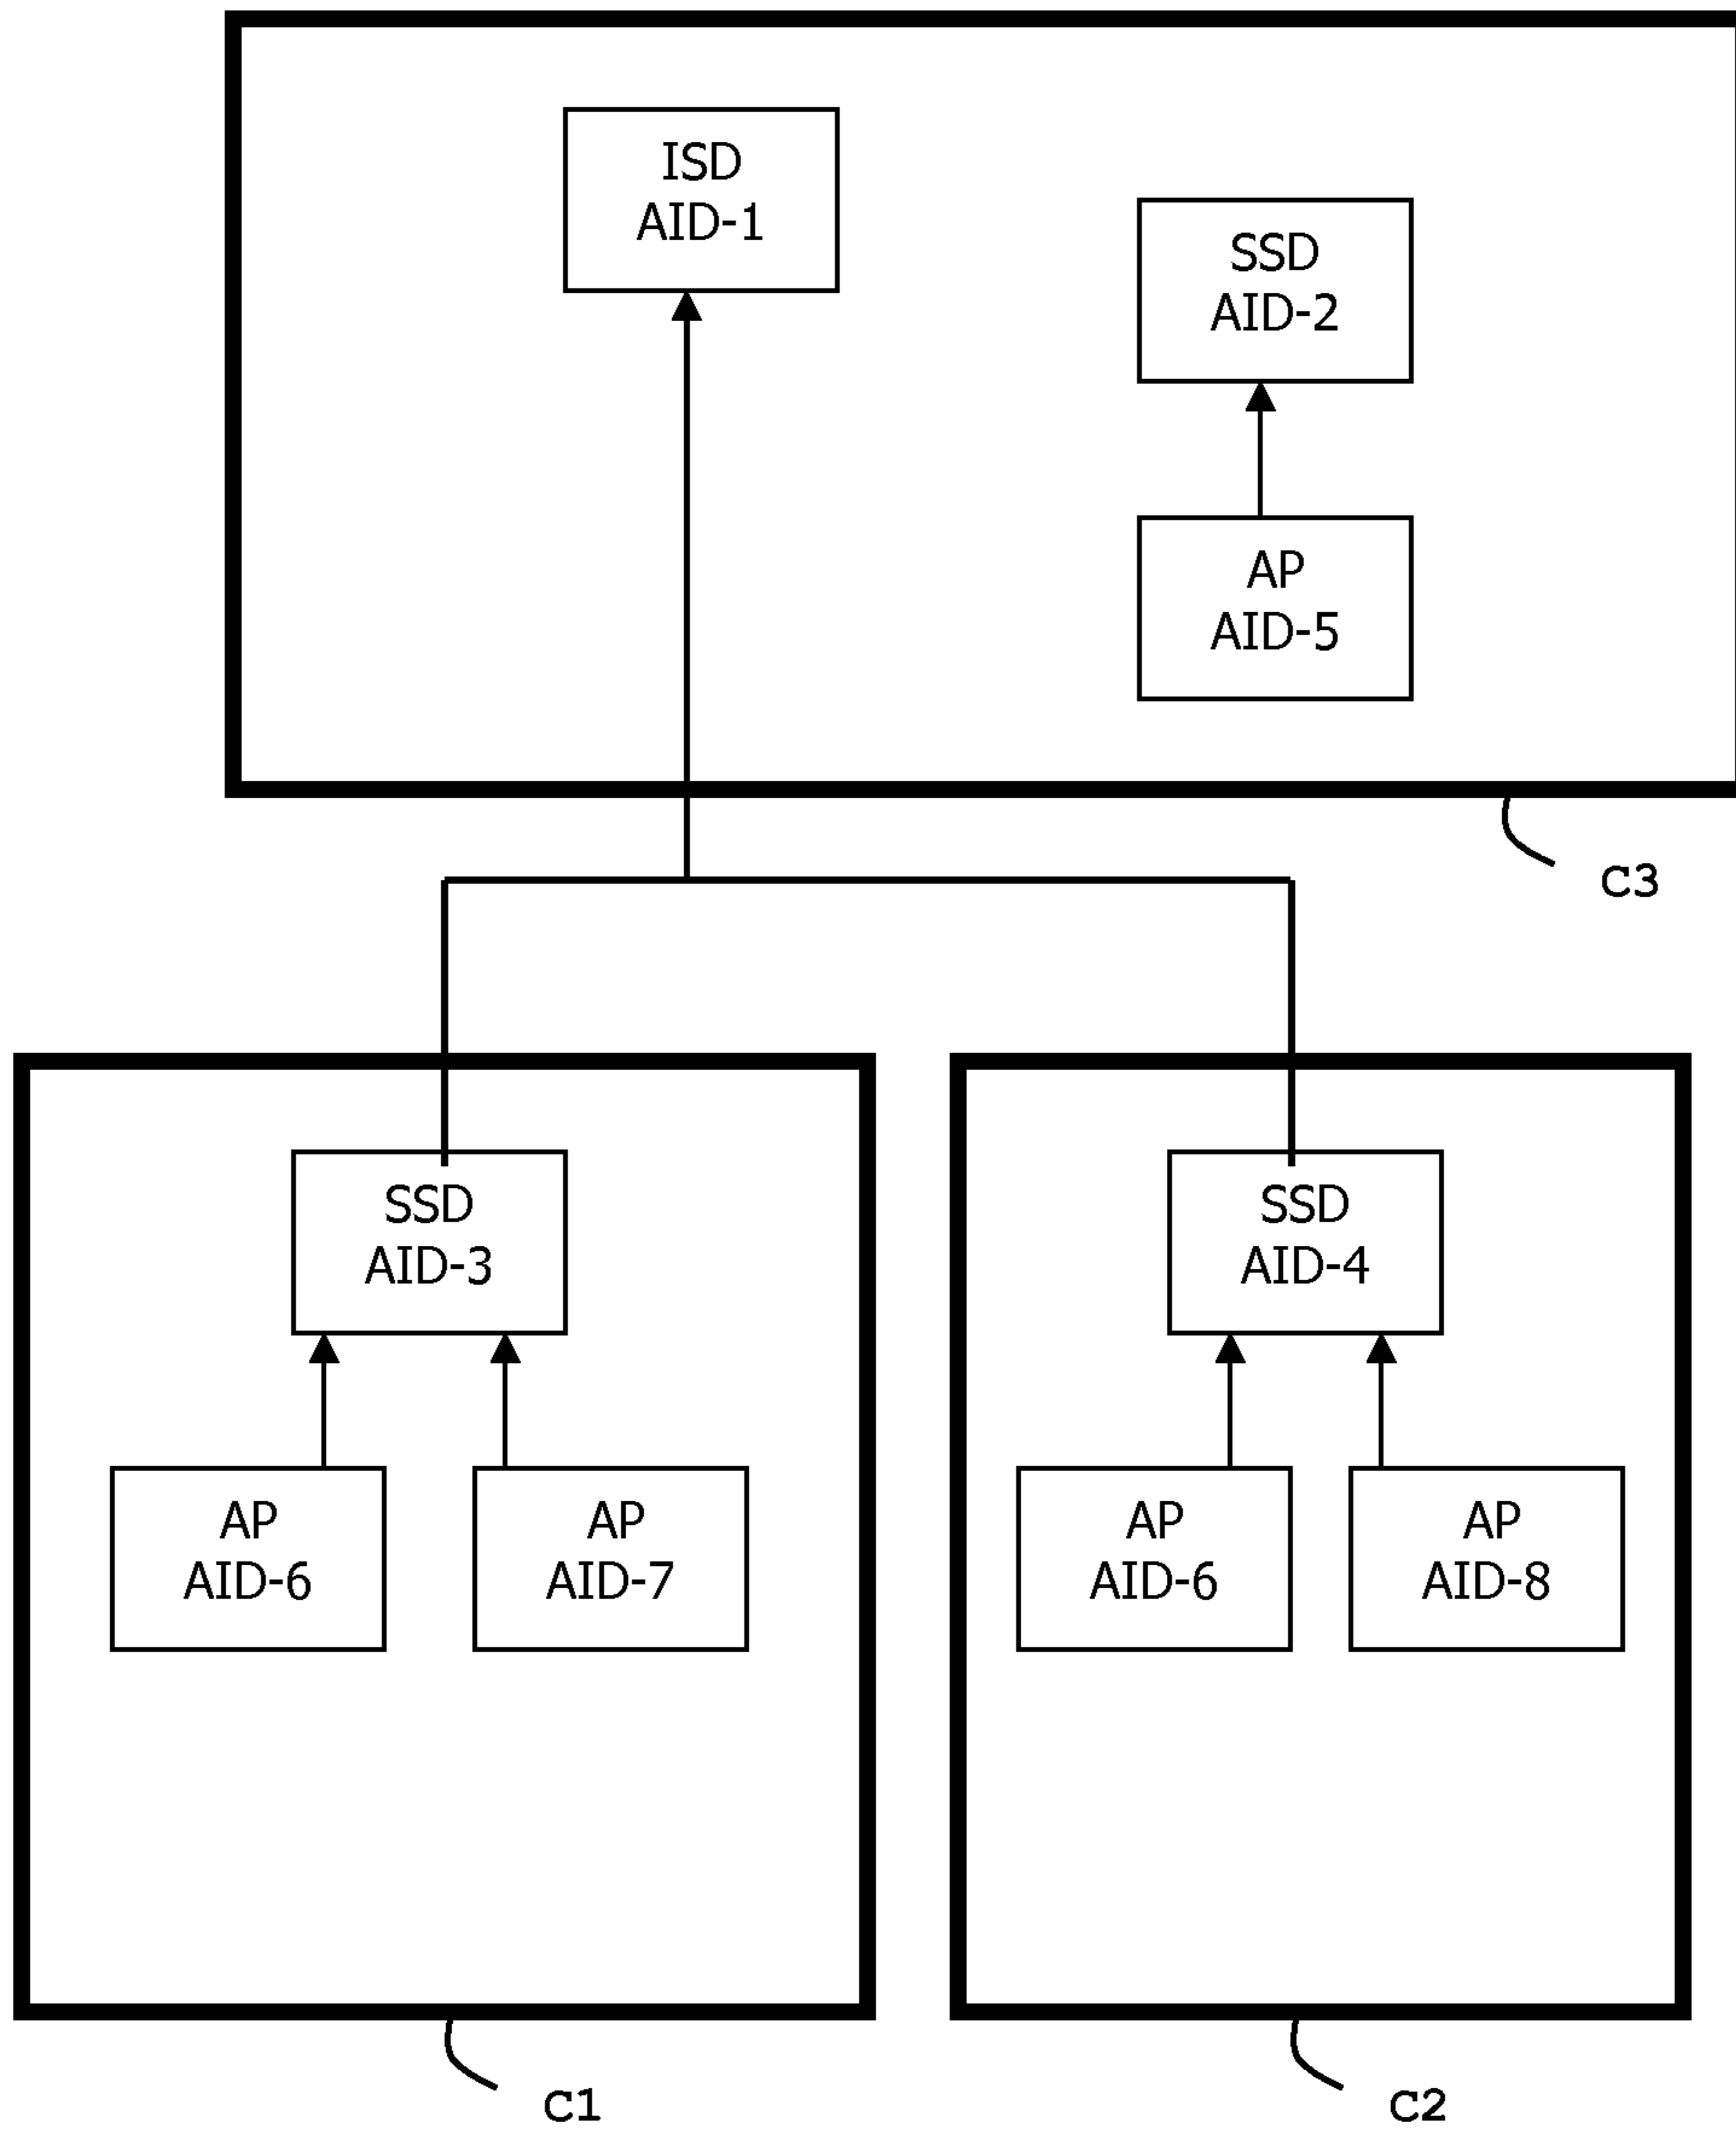 ISD
AID-1
SSD
AID-2
AP
AID-5
C3
SSD
AID-3
SSD
AID-4
AP
AID-6
AP
AID-7
AP
AID-6
AP
AID-8
C1
C2